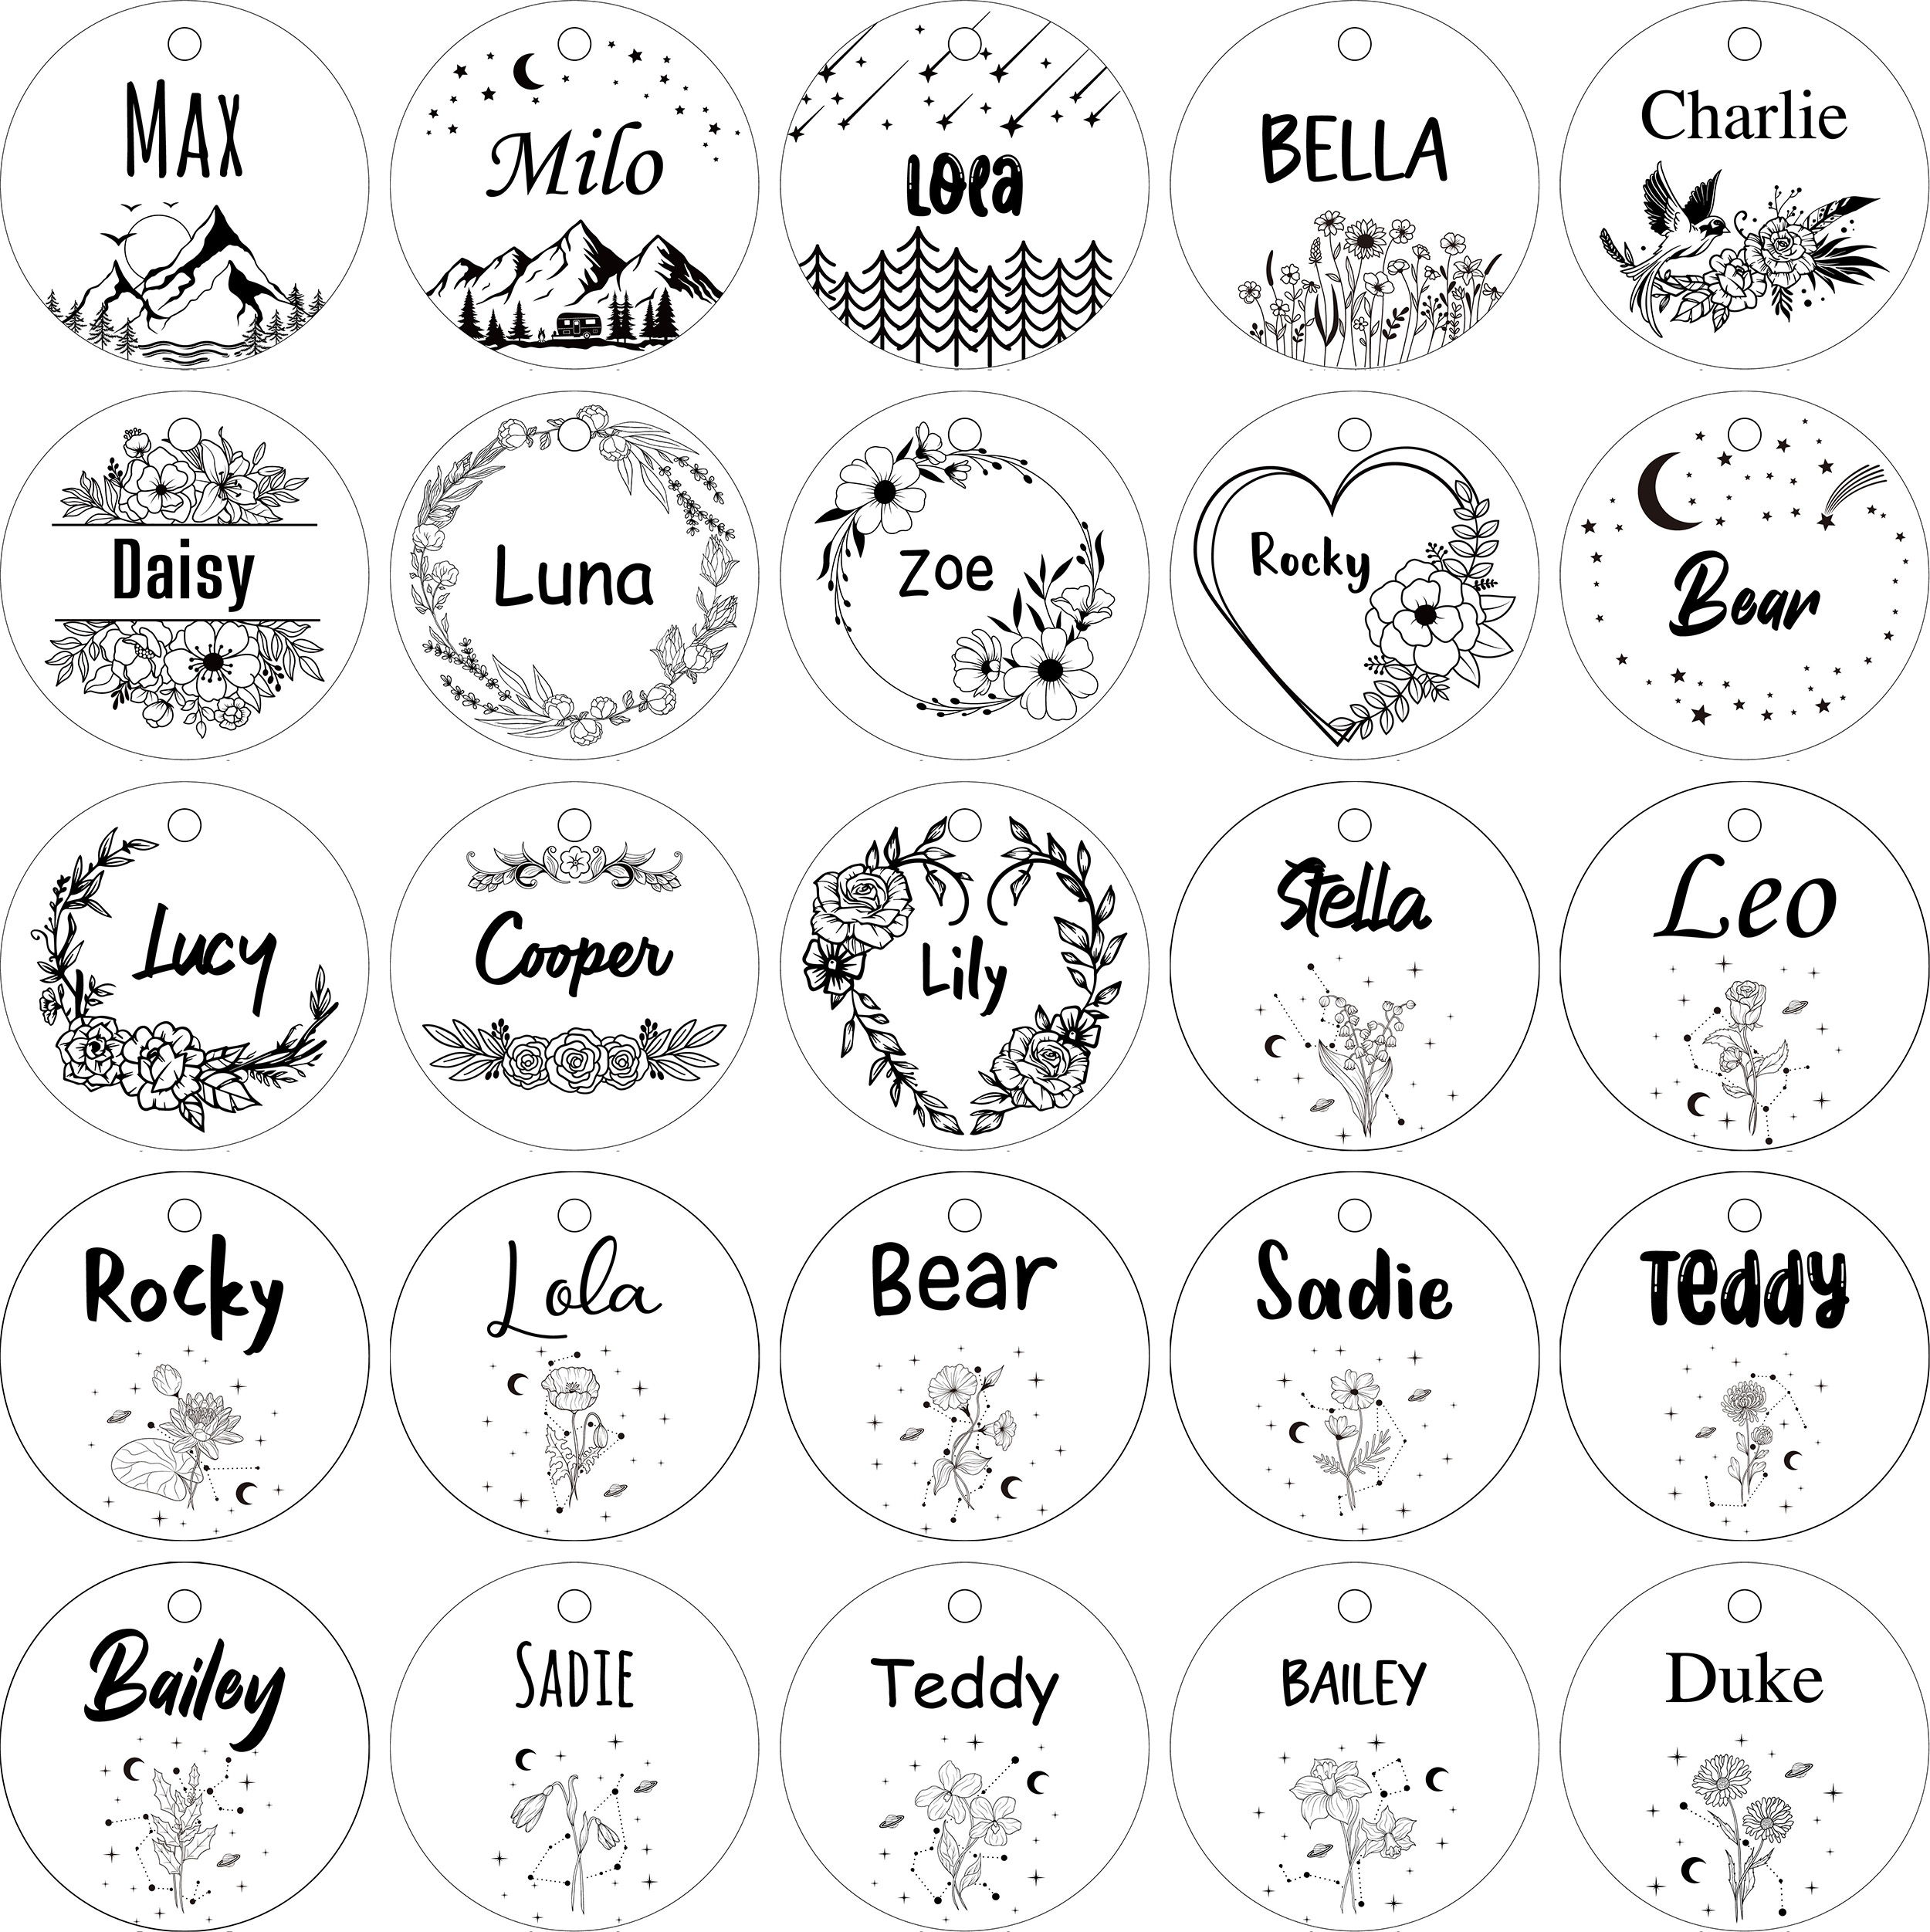 MAX
Milo
Lola
BELLA
Charlie
Daisy
Luna
Zoe
Rocky
Bear
Lucy
Cooper
Lily
Stella
Leo
Rocky
Lola
Bear
Sadie
Teddy
Bailey
SADIE
Teddy
BAILEY
Duke